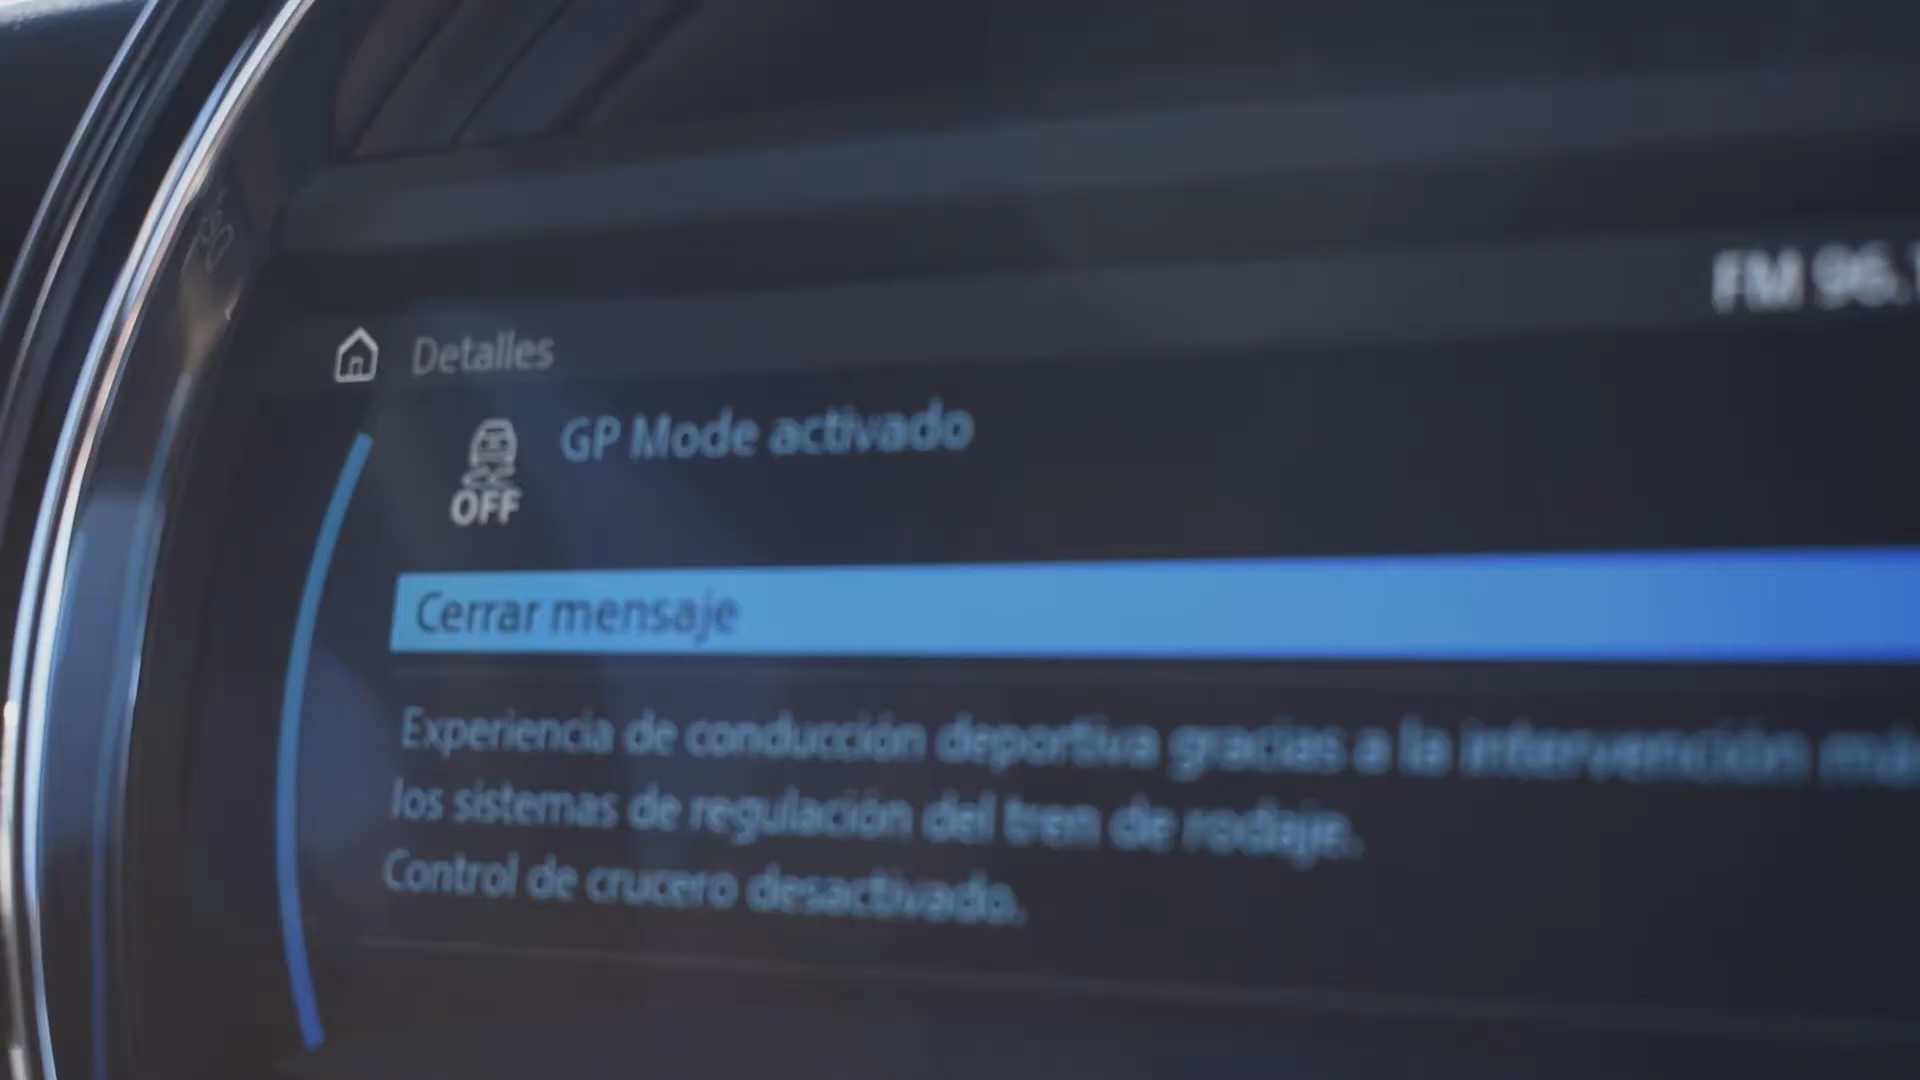 FM 96.
Detalles
GP Mode activado
OFF
Cerrar mensaje
Experiencia de conducción deportiva gracias a la intervención
los sistemas de regulación del tren de rodaje.
Control de crucero desactivado.